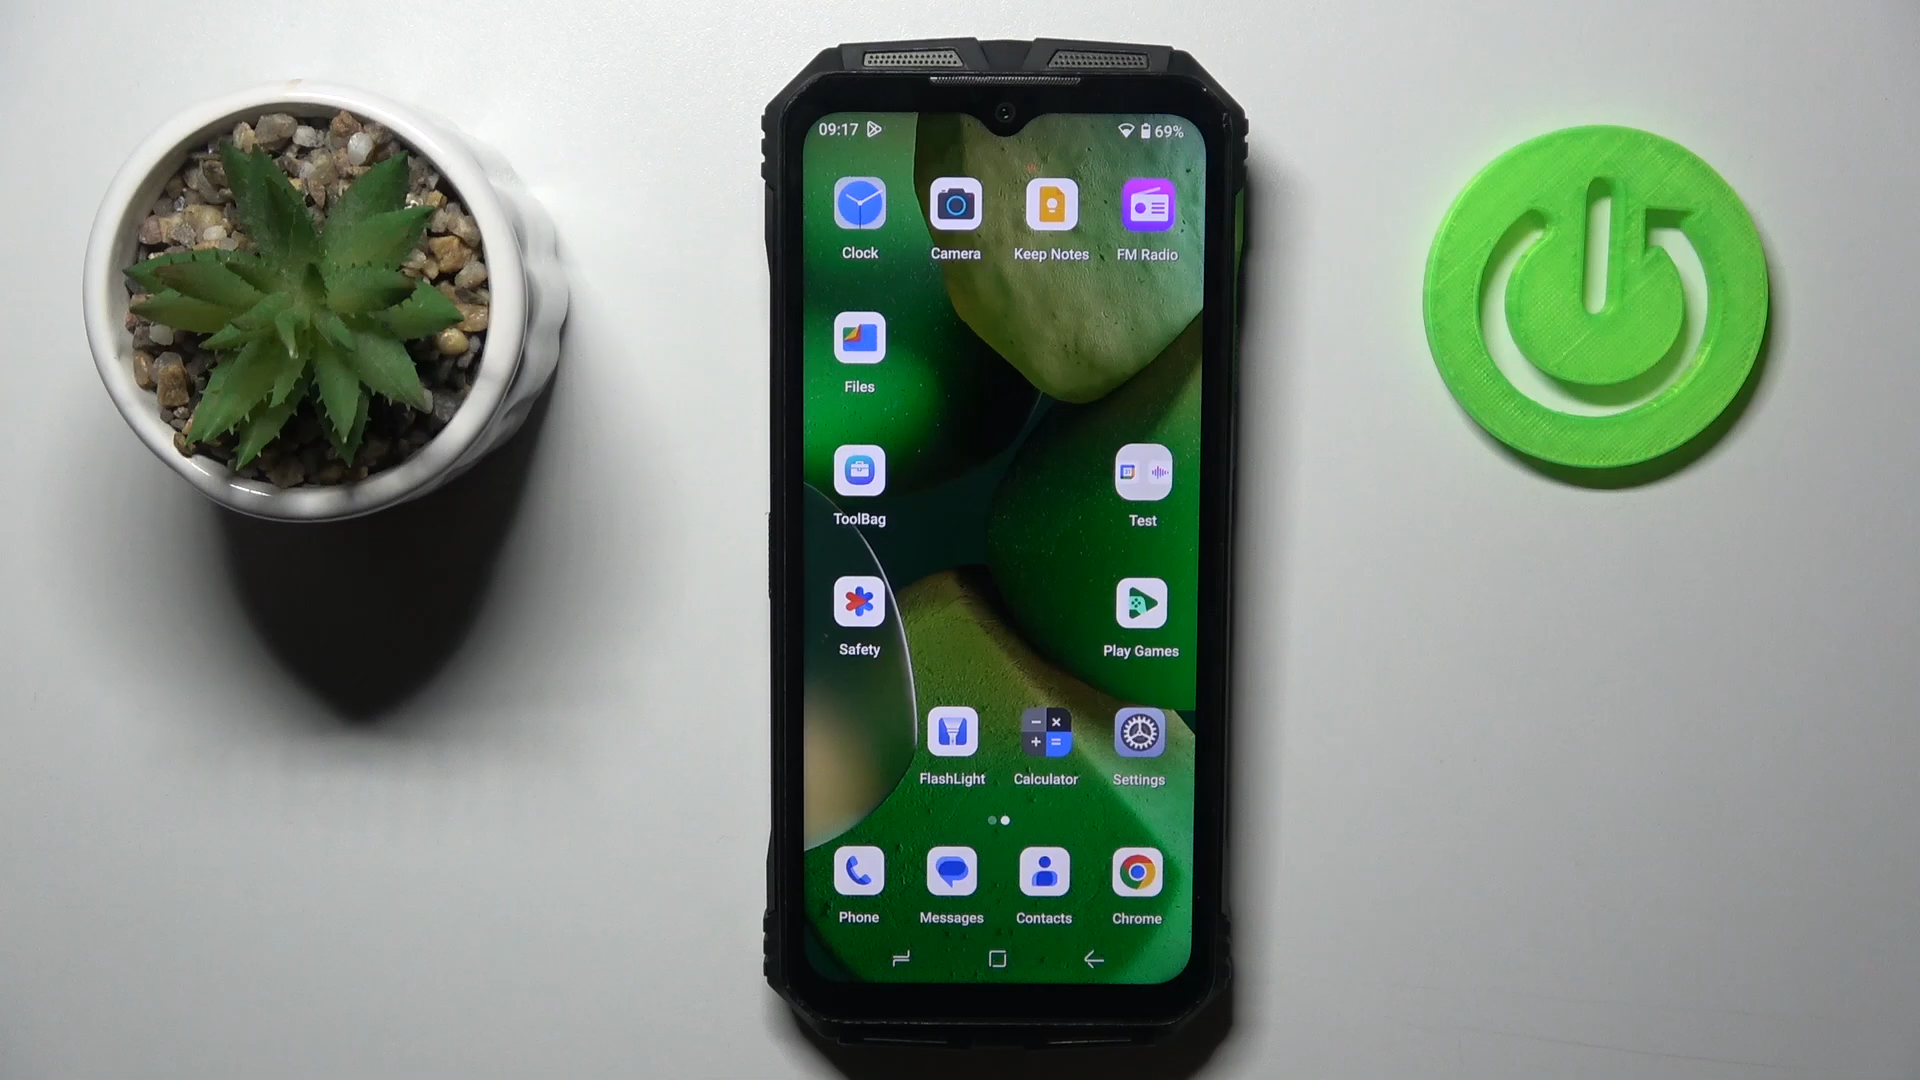 09:17 69%
Clock Camera Keep Notes FM Radio
Files
ToolBag Test
Safety Play Games
FlashLight Calculator Settings
Phone Messages Contacts Chrome